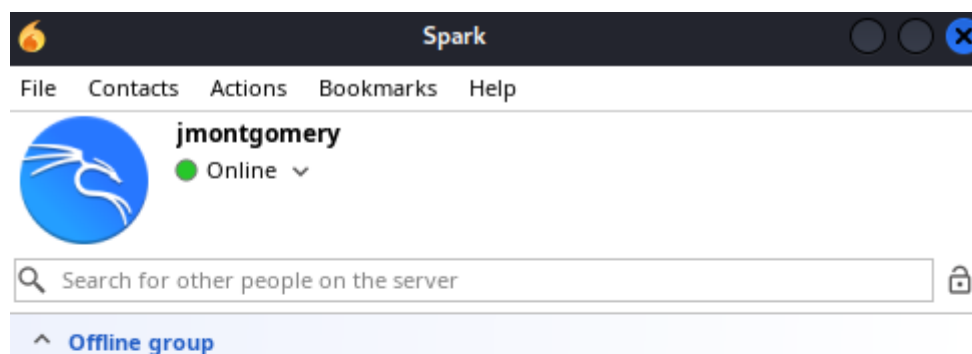 Spark
File Contacts Actions Bookmarks Help
jmontgomery
Online
Search for other people on the server
Offline group